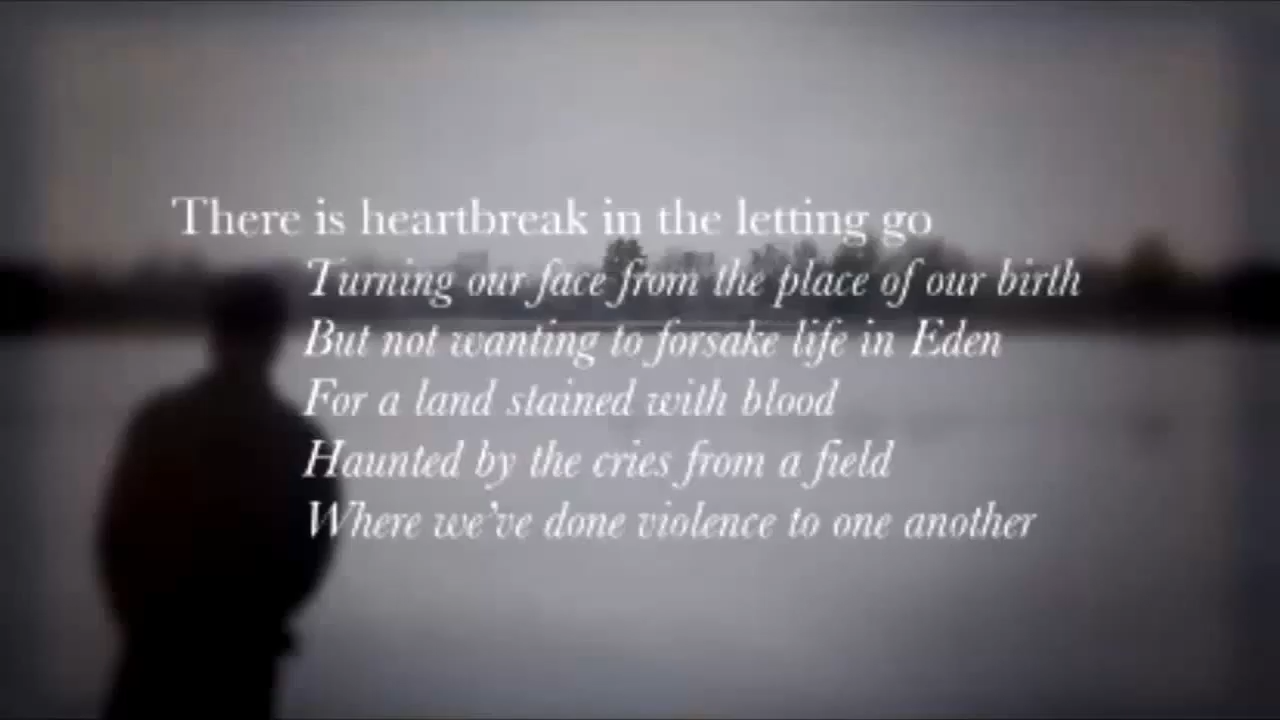 There is heartbreak in the letting go
Turning our face from the place of our birth
But not wanting to forsake life in Eden
For a land stained with blood
Haunted by the cries from a field
Where we've done violence to one another